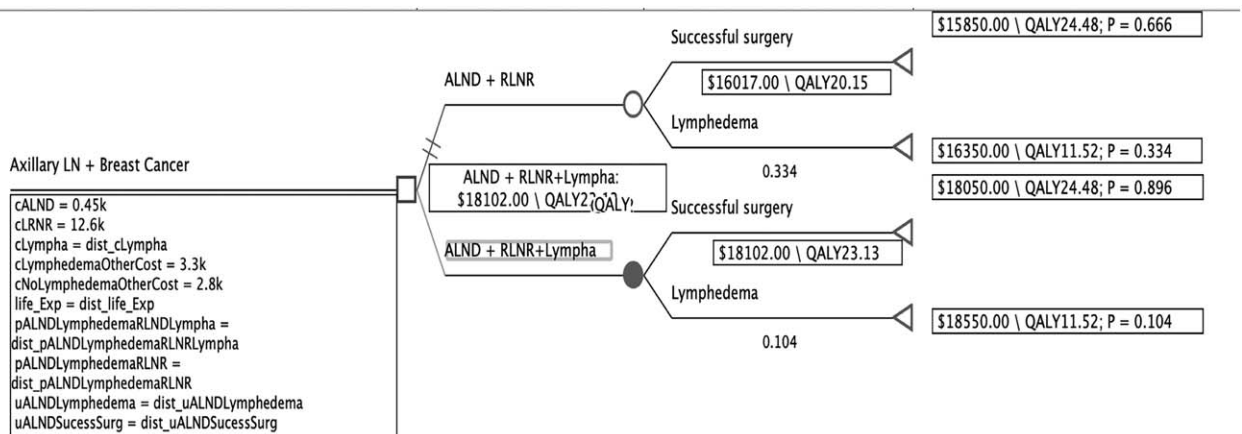 $15850.00 \ QALY24.48; P = 0.666
Successful surgery
ALND + RLNR
$16017.00 \ QALY20.15
Lymphedema
Axillary LN + Breast Cancer
$16350.00 \ QALY11.52; P = 0.334
0.334
ALND + RLNR+Lympha:
$18102.00 \
$18050.00 \ QALY24.48; P = 0.896
cALND = 0.45k
cLRNR = 12.6k
cLympha = dist_cLympha
cLymphedemaOtherCost = 3.3k
cNoLymphedemaOtherCost = 2.8k
life_Exp = dist_life_Exp
pALNDLymphedemaRLNDLympha =
dist_pALNDLymphedemaRLNRLympha
pALNDLymphedemaRLNR =
dist_pALNDLymphedemaRLNR
uALNDLymphedema = dist_uALNDLymphedema
uALNDSucessSurg = dist_uALNDSucessSurg
Successful surgery
ALND + RLNR+Lympha
$18102.00 \ QALY23.13
Lymphedema
$18550.00 \ QALY11.52; P = 0.104
0.104